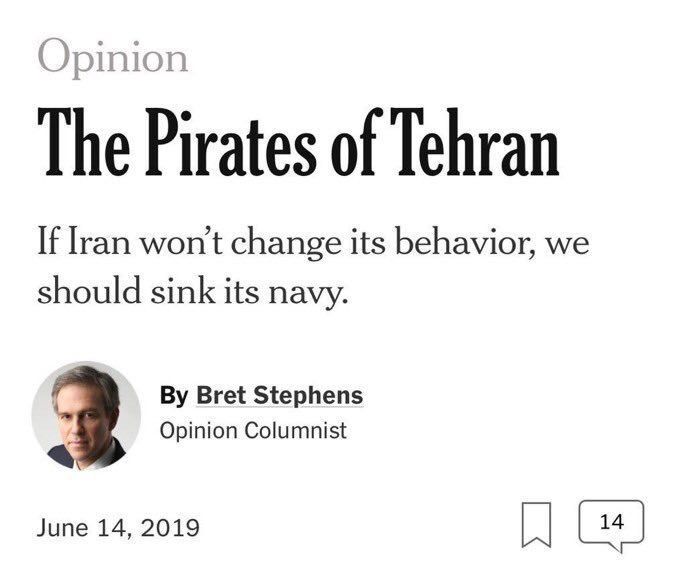 Opinion
The Pirates of Tehran
If Iran won’t change its behavior, we
should sink its navy.
By Bret Stephens
Opinion Columnist
June 14, 2019
14